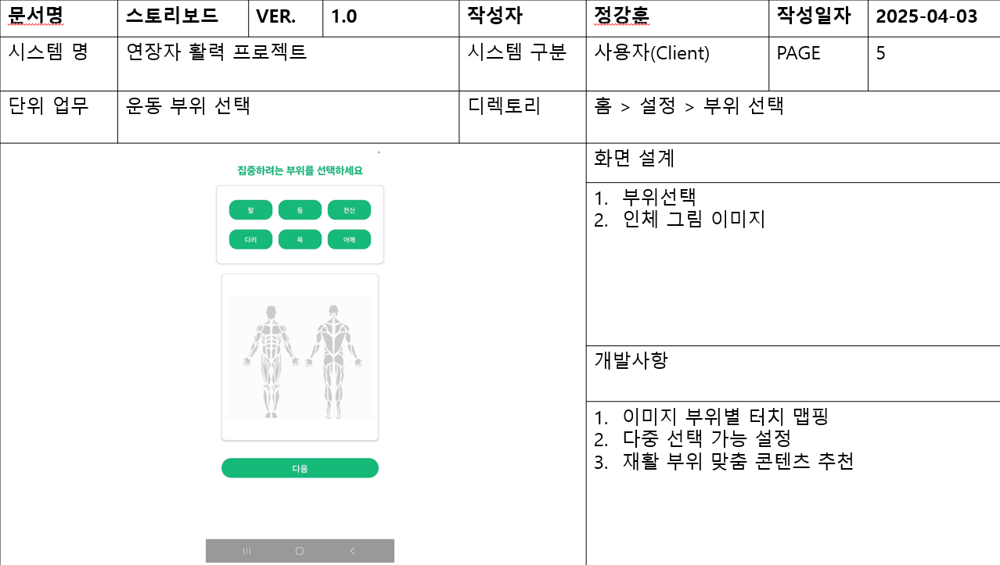 문서명 스토리보드 VER. 1.0 작성자 정강훈 작성일자 2025-04-03
시스템 명 연장자 활력 프로젝트 시스템 구분 사용자(Client) PAGE 5
단위 업무 운동 부위 선택 디렉토리 홈 > 설정 > 부위 선택
집중하려는 부위를 선택하세요
팔 등 전신
다리 목 어깨
다음
화면 설계
1. 부위선택
2. 인체 그림 이미지
개발사항
1. 이미지 부위별 터치 맵핑
2. 다중 선택 가능 설정
3. 재활 부위 맞춤 콘텐츠 추천